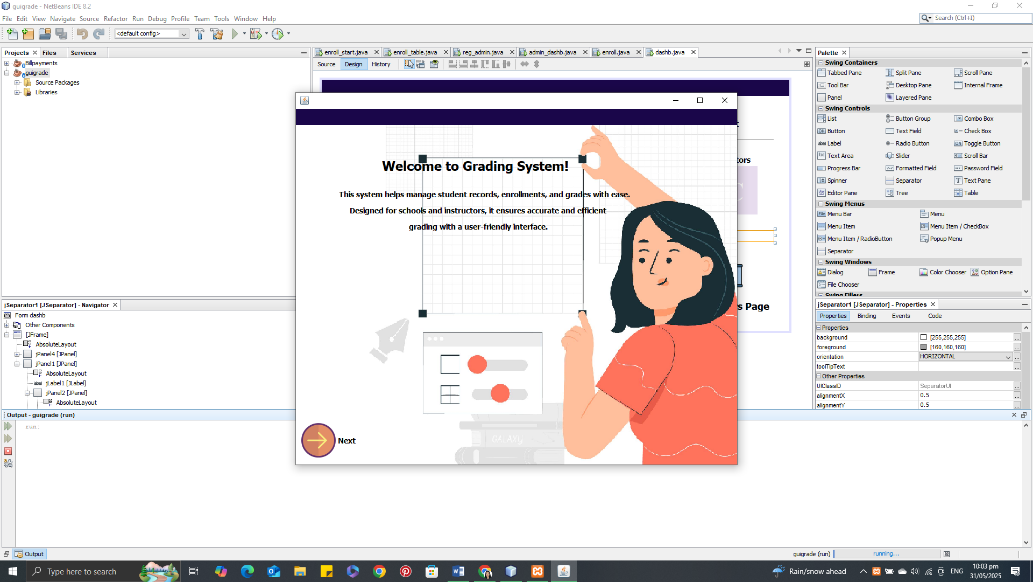 guigrade - NetBeans IDE 8.2
File Edit View Navigate Source Refactor Run Debug Profile Team Tools Window Help
Search (Ctrl+I)
<default config>
Projects Files Services
Billpayments
guigrade
Source Packages
Libraries
enroll_start.java enroll_table.java reg_admin.java admin_dashb.java enroll.java dashb.java
Source Design History
Welcome to Grading System!
This system helps manage student records, enrollments, and grades with ease.
Designed for schools and instructors, it ensures accurate and efficient
grading with a user-friendly interface.
Next
s Page
Palette
Swing Containers
Tabbed Pane Split Pane Scroll Pane
Tool Bar Desktop Pane Internal Frame
Panel Layered Pane
Swing Controls
List Button Group Combo Box
Button Text Field Check Box
Label Radio Button Toggle Button
Text Area Slider Scroll Bar
Progress Bar Formatted Field Password Field
Spinner Separator Text Pane
Editor Pane Tree Table
Swing Menus
Menu Bar Menu
Menu Item Menu Item / CheckBox
Menu Item / RadioButton Popup Menu
Separator
Swing Windows
Dialog Frame Color Chooser Option Pane
File Chooser
Swing Fillers
jSeparator1 [JSeparator] - Navigator
Form dashb
Other Components
[JFrame]
AbsoluteLayout
jPanel4 [JPanel]
jPanel1 [JPanel]
AbsoluteLayout
jLabel1 [JLabel]
jPanel2 [JPanel]
AbsoluteLayout
jSeparator1 [JSeparator] - Properties
Properties Binding Events Code
Properties
background [255,255,255]
foreground [160,160,160]
orientation HORIZONTAL
toolTipText
Other Properties
UIClassID SeparatorUI
alignmentX 0.5
alignmentY 0.5
Output - guigrade (run)
run:
Output
guigrade (run) running...
Type here to search
Rain/snow ahead
ENG
10:03 pm
31/05/2025